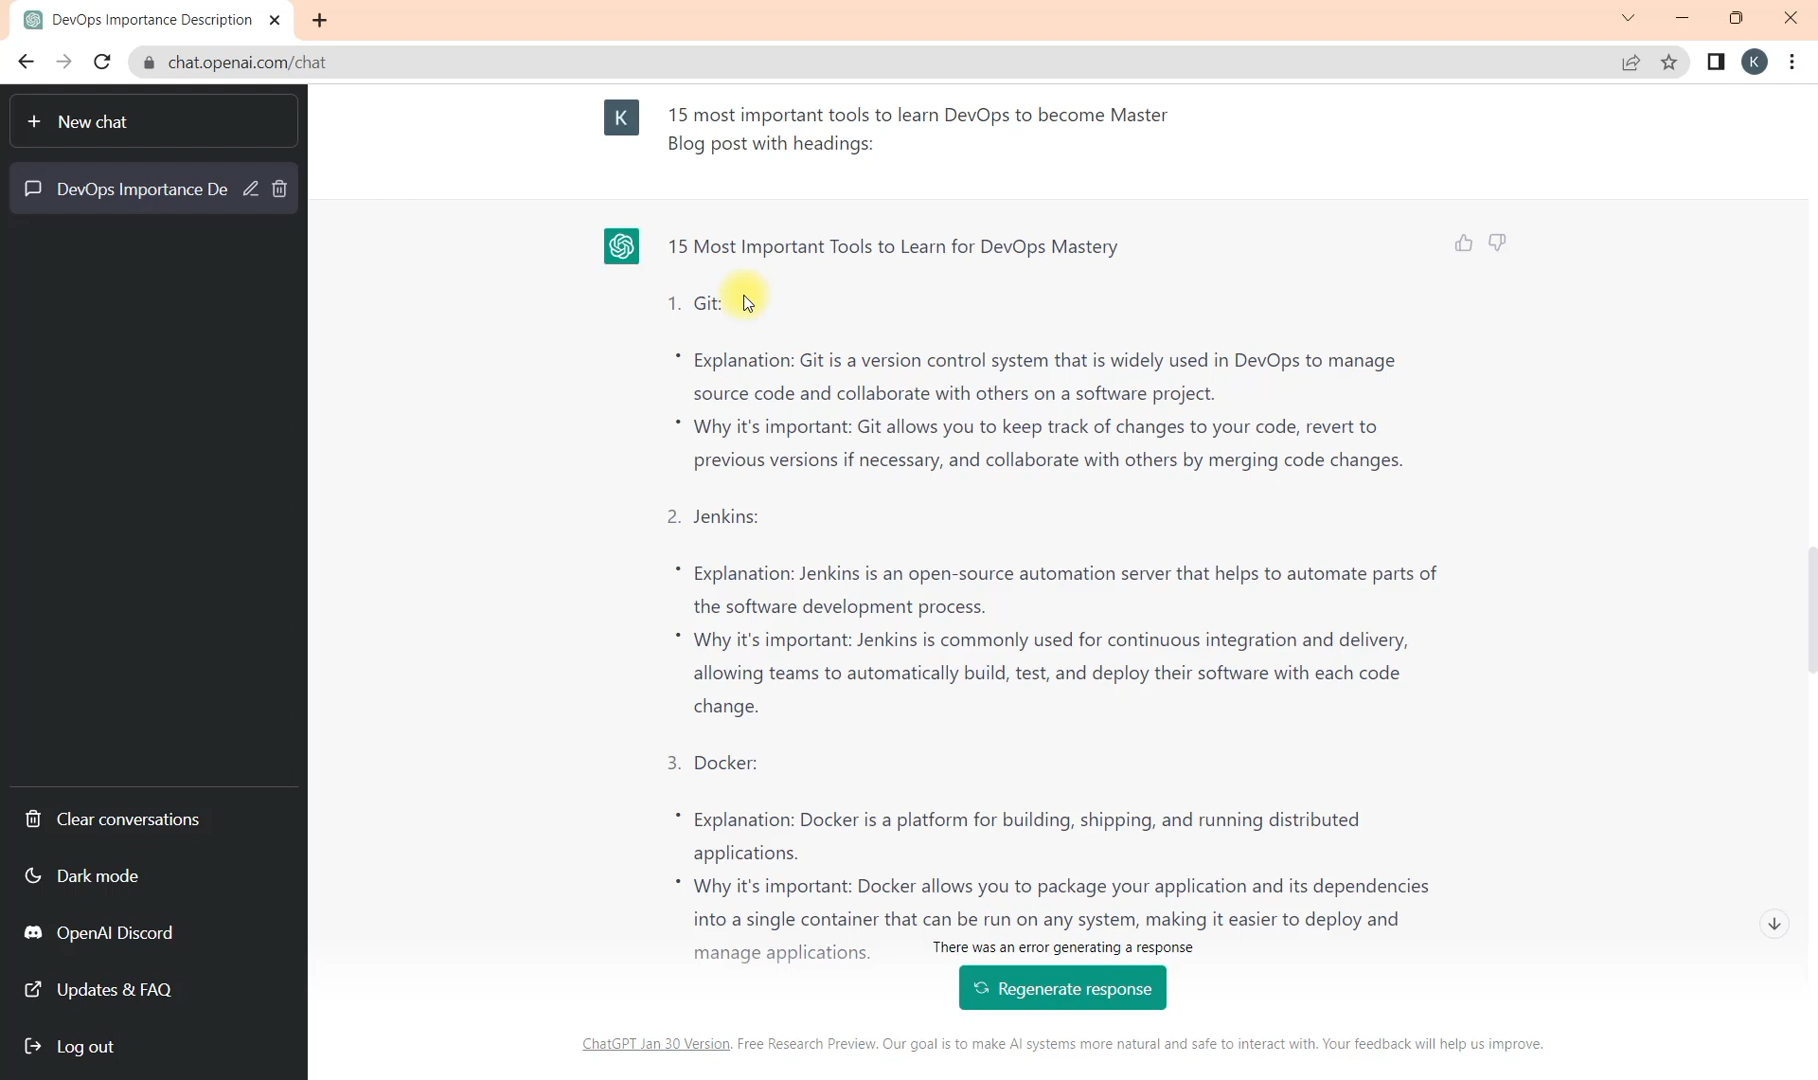 DevOps Importance Description
chat.openai.com/chat
K
New chat
DevOps Importance De
Clear conversations
Dark mode
OpenAI Discord
Updates & FAQ
Log out
K
15 most important tools to learn DevOps to become Master
Blog post with headings:
15 Most Important Tools to Learn for DevOps Mastery
1. Git:
• Explanation: Git is a version control system that is widely used in DevOps to manage
source code and collaborate with others on a software project.
• Why it's important: Git allows you to keep track of changes to your code, revert to
previous versions if necessary, and collaborate with others by merging code changes.
2. Jenkins:
• Explanation: Jenkins is an open-source automation server that helps to automate parts of
the software development process.
• Why it's important: Jenkins is commonly used for continuous integration and delivery,
allowing teams to automatically build, test, and deploy their software with each code
change.
3. Docker:
• Explanation: Docker is a platform for building, shipping, and running distributed
applications.
• Why it's important: Docker allows you to package your application and its dependencies
into a single container that can be run on any system, making it easier to deploy and
manage applications.
There was an error generating a response
Regenerate response
ChatGPT Jan 30 Version. Free Research Preview. Our goal is to make AI systems more natural and safe to interact with. Your feedback will help us improve.